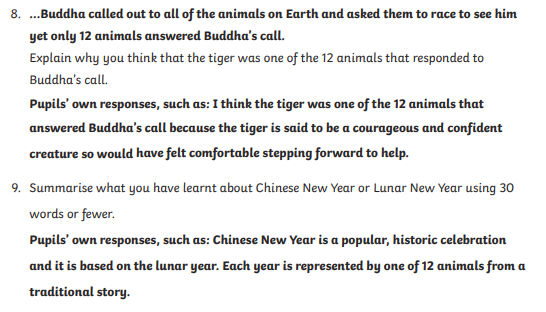 8. ...Buddha called out to all of the animals on Earth and asked them to race to see him
yet only 12 animals answered Buddha's call.
Explain why you think that the tiger was one of the 12 animals that responded to
Buddha's call.
Pupils' own responses, such as: I think the tiger was one of the 12 animals that
answered Buddha's call because the tiger is said to be a courageous and confident
creature so would have felt comfortable stepping forward to help.
9. Summarise what you have learnt about Chinese New Year or Lunar New Year using 30
words or fewer.
Pupils' own responses, such as: Chinese New Year is a popular, historic celebration
and it is based on the lunar year. Each year is represented by one of 12 animals from a
traditional story.